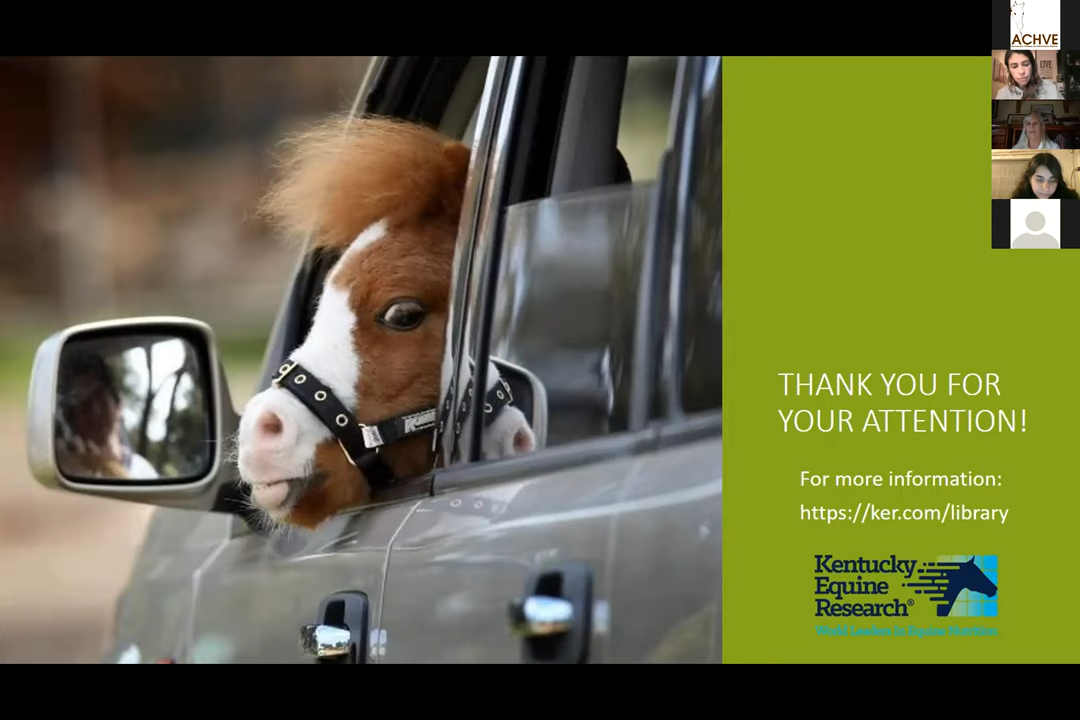 ACHVE
LIVE
THANK YOU FOR
YOUR ATTENTION!
For more information:
https://ker.com/library
Kentucky
Equine
Research®
World Leaders in Equine Nutrition